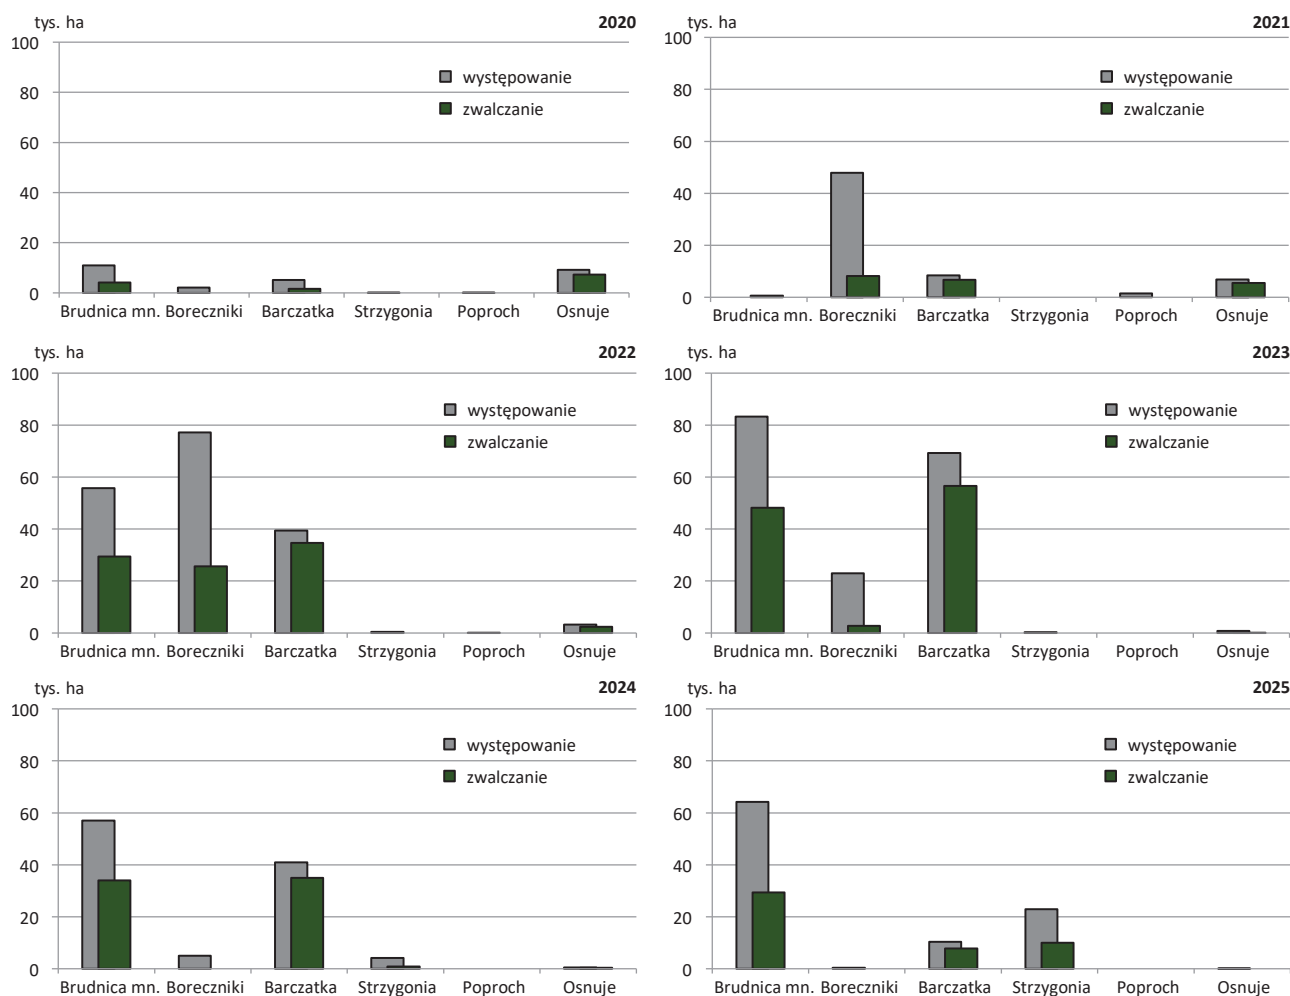 tys. ha 2020
100
80
60
40
20
0
występowanie
zwalczanie
Brudnica mn. Boreczniki Barczatka Strzygonia Poproch Osnuje
tys. ha 2021
100
80
60
40
20
0
występowanie
zwalczanie
Brudnica mn. Boreczniki Barczatka Strzygonia Poproch Osnuje
tys. ha 2022
100
80
60
40
20
0
występowanie
zwalczanie
Brudnica mn. Boreczniki Barczatka Strzygonia Poproch Osnuje
tys. ha 2023
100
80
60
40
20
0
występowanie
zwalczanie
Brudnica mn. Boreczniki Barczatka Strzygonia Poproch Osnuje
tys. ha 2024
100
80
60
40
20
0
występowanie
zwalczanie
Brudnica mn. Boreczniki Barczatka Strzygonia Poproch Osnuje
tys. ha 2025
100
80
60
40
20
0
występowanie
zwalczanie
Brudnica mn. Boreczniki Barczatka Strzygonia Poproch Osnuje